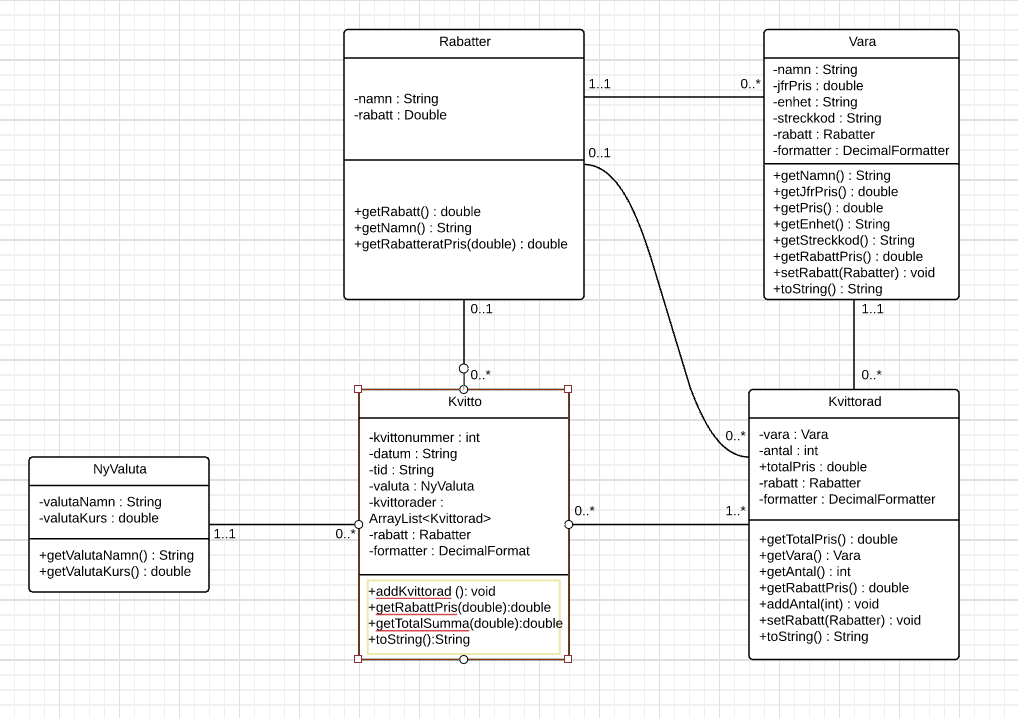 Rabatter
-namn : String
-rabatt : Double
+getRabatt() : double
+getNamn() : String
+getRabatteratPris(double) : double
1..1
0..*
0..1
Vara
-namn : String
-jfrPris : double
-enhet : String
-streckkod : String
-rabatt : Rabatter
-formatter : DecimalFormatter
+getNamn() : String
+getJfrPris() : double
+getPris() : double
+getEnhet() : String
+getStreckkod() : String
+getRabattPris() : double
+setRabatt(Rabatter) : void
+toString() : String
0..1
0..*
1..1
0..*
NyValuta
-valutaNamn : String
-valutaKurs : double
+getValutaNamn() : String
+getValutaKurs() : double
1..1
0..*
Kvitto
-kvittonummer : int
-datum : String
-tid : String
-valuta : NyValuta
-kvittorader :
ArrayList<Kvittorad>
-rabatt : Rabatter
-formatter : DecimalFormat
+addKvittorad (): void
+getRabattPris(double):double
+getTotalSumma(double):double
+toString():String
0..*
1..*
0..*
Kvittorad
-vara : Vara
-antal : int
+totalPris : double
-rabatt : Rabatter
-formatter : DecimalFormatter
+getTotalPris() : double
+getVara() : Vara
+getAntal() : int
+getRabattPris() : double
+addAntal(int) : void
+setRabatt(Rabatter) : void
+toString() : String